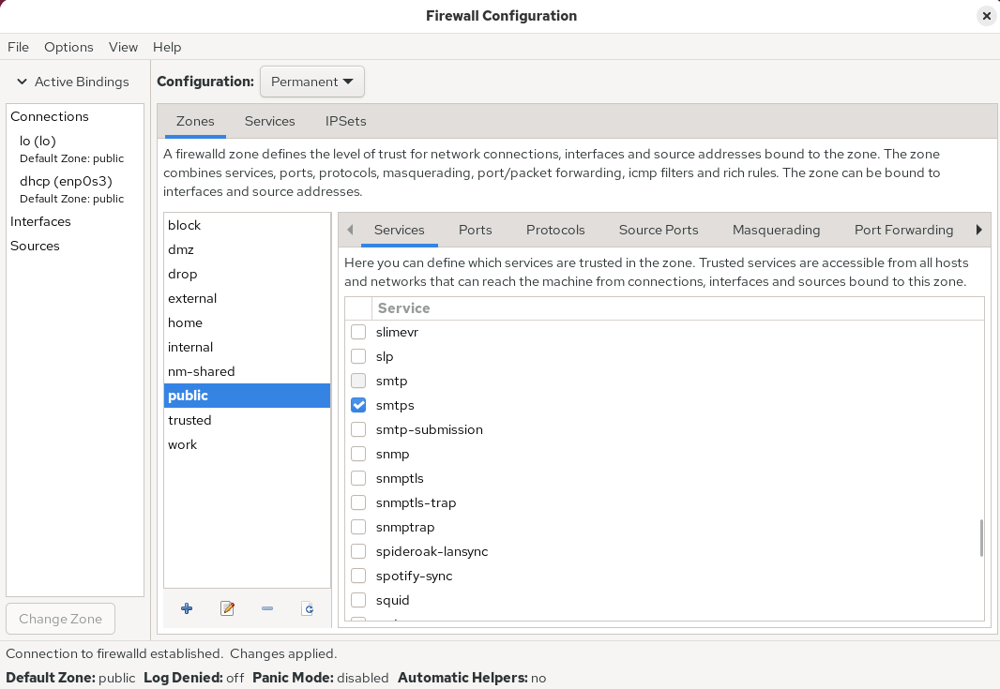 Firewall Configuration
File Options View Help
Active Bindings
Configuration: Permanent
Connections
lo (lo)
Default Zone: public
dhcp (enp0s3)
Default Zone: public
Interfaces
Sources
Change Zone
Zones Services IPSets
A firewalld zone defines the level of trust for network connections, interfaces and source addresses bound to the zone. The zone
combines services, ports, protocols, masquerading, port/packet forwarding, icmp filters and rich rules. The zone can be bound to
interfaces and source addresses.
block
dmz
drop
external
home
internal
nm-shared
public
trusted
work
Services Ports Protocols Source Ports Masquerading Port Forwarding
Here you can define which services are trusted in the zone. Trusted services are accessible from all hosts
and networks that can reach the machine from connections, interfaces and sources bound to this zone.
Service
slimevr
slp
smtp
smtps
smtp-submission
snmp
snmptls
snmptls-trap
snmptrap
spideroak-lansync
spotify-sync
squid
Connection to firewalld established. Changes applied.
Default Zone: public Log Denied: off Panic Mode: disabled Automatic Helpers: no